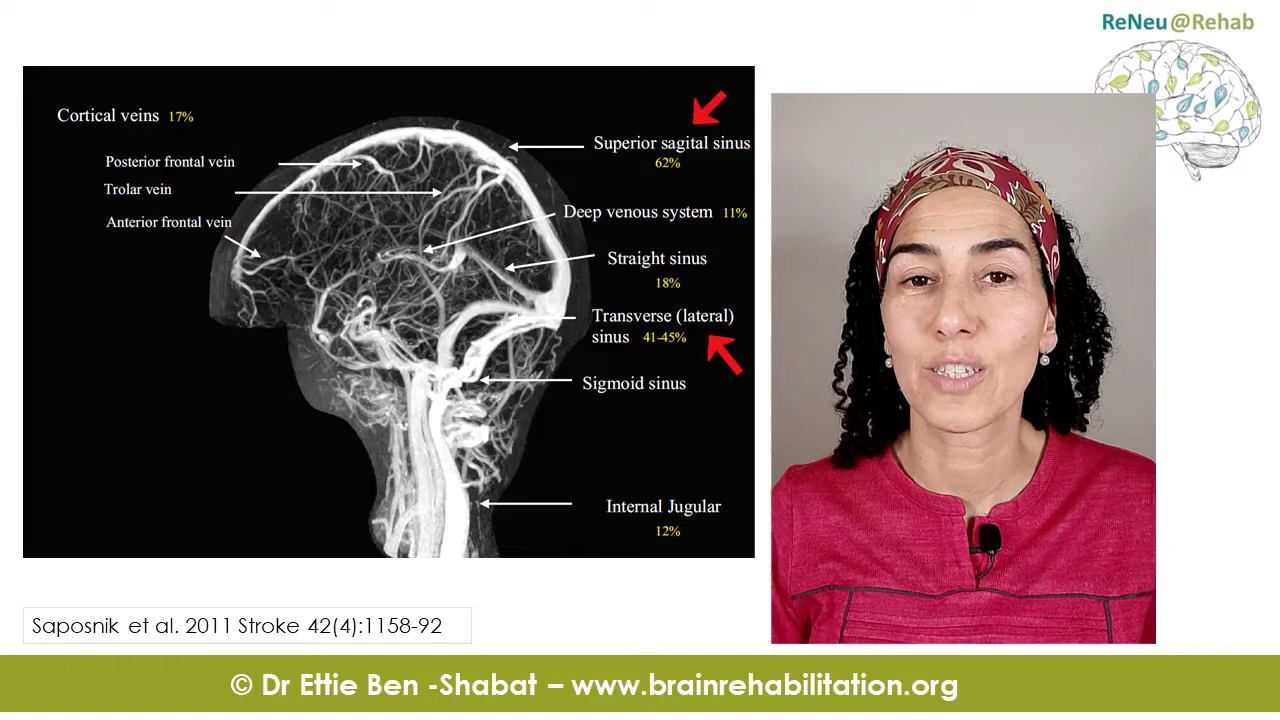 ReNeu@Rehab
Cortical veins 17%
Posterior frontal vein
Trolar vein
Anterior frontal vein
Superior sagital sinus
62%
Deep venous system 11%
Straight sinus
18%
Transverse (lateral)
sinus 41-45%
Sigmoid sinus
Internal Jugular
12%
Saposnik et al. 2011 Stroke 42(4):1158-92
© Dr Ettie Ben -Shabat – www.brainrehabilitation.org